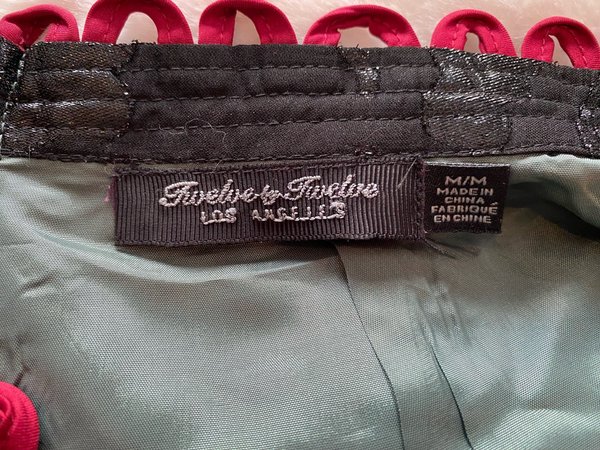 Twelve by Twelve
LOS ANGELES
M/M
MADE IN
CHINA
FABRIQUÉ
EN CHINE